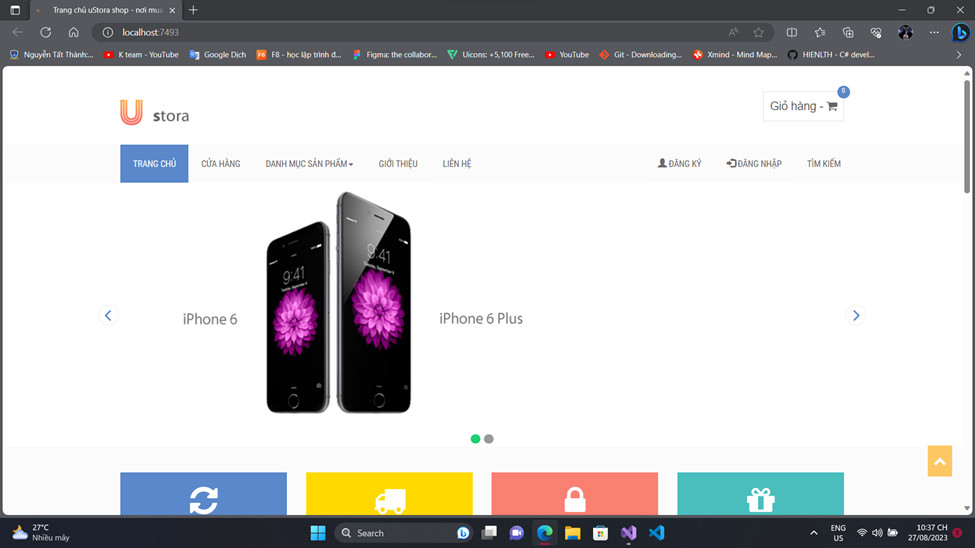 Trang chủ uStora shop - nơi mua
localhost:7493
Nguyễn Tất Thành:...
K team - YouTube
Google Dịch
F8 - học lập trình đ...
Figma: the collabor...
Uicons: +5,100 Free...
YouTube
Git - Downloading...
Xmind - Mind Map...
HIENLTH - C# devel...
U stora
Giỏ hàng -
0
TRANG CHỦ
CỬA HÀNG
DANH MỤC SẢN PHẨM
GIỚI THIỆU
LIÊN HỆ
ĐĂNG KÝ
ĐĂNG NHẬP
TÌM KIẾM
9:41
9:41
iPhone 6
iPhone 6 Plus
27°C
Nhiều mây
Search
ENG
US
10:37 CH
27/08/2023